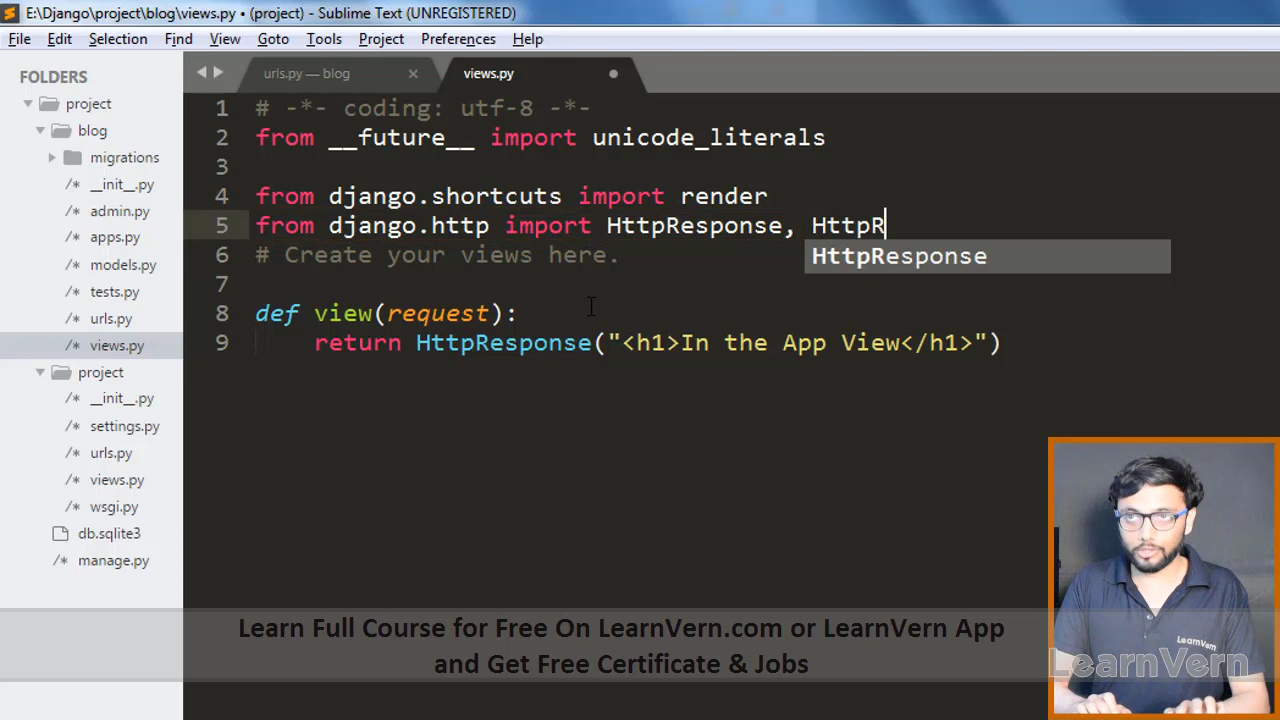 E:\Django\project\blog\views.py • (project) - Sublime Text (UNREGISTERED)
File Edit Selection Find View Goto Tools Project Preferences Help
FOLDERS
project
blog
migrations
/* __init__.py
/* admin.py
/* apps.py
/* models.py
/* tests.py
/* urls.py
/* views.py
project
/* __init__.py
/* settings.py
/* urls.py
/* views.py
/* wsgi.py
db.sqlite3
/* manage.py
urls.py — blog
views.py
1 # -*- coding: utf-8 -*-
2 from __future__ import unicode_literals
3
4 from django.shortcuts import render
5 from django.http import HttpResponse, HttpR
HttpResponse
6 # Create your views here.
7
8 def view(request):
9 return HttpResponse("<h1>In the App View</h1>")
Learn Full Course for Free On LearnVern.com or LearnVern App
and Get Free Certificate & Jobs
LearnVern
LearnVern